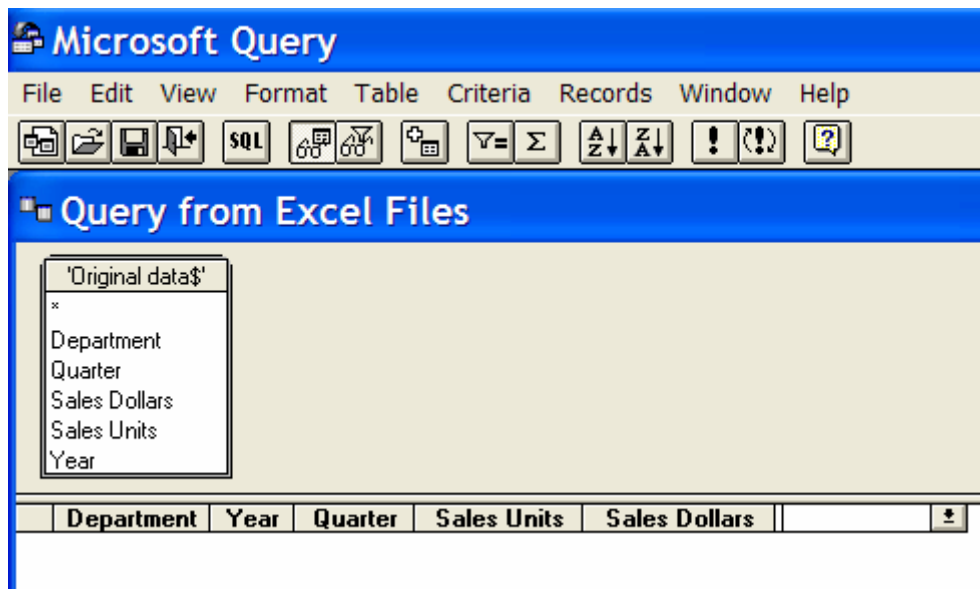 Microsoft Query
File Edit View Format Table Criteria Records Window Help
SQL A Z Z A ! (!) ?
Query from Excel Files
'Original data$'
*
Department
Quarter
Sales Dollars
Sales Units
Year
Department Year Quarter Sales Units Sales Dollars